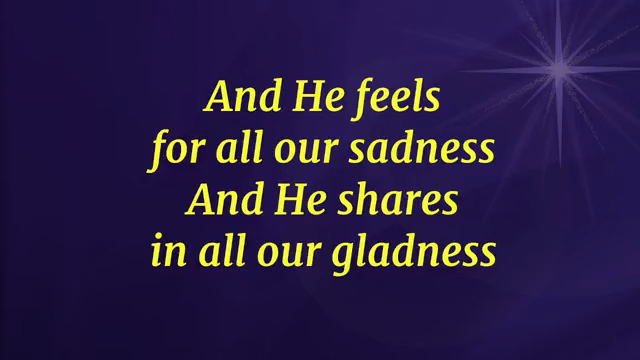 And He feels
for all our sadness
And He shares
in all our gladness